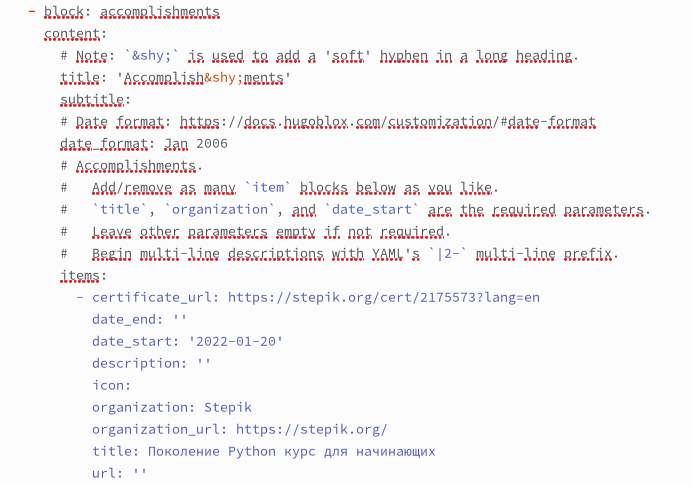 - block: accomplishments
content:
# Note: `&shy;` is used to add a 'soft' hyphen in a long heading.
title: 'Accomplish&shy;ments'
subtitle:
# Date format: https://docs.hugoblox.com/customization/#date-format
date_format: Jan 2006
# Accomplishments.
#   Add/remove as many `item` blocks below as you like.
#   `title`, `organization`, and `date_start` are the required parameters.
#   Leave other parameters empty if not required.
#   Begin multi-line descriptions with YAML's `|2-` multi-line prefix.
items:
- certificate_url: https://stepik.org/cert/2175573?lang=en
date_end: ''
date_start: '2022-01-20'
description: ''
icon:
organization: Stepik
organization_url: https://stepik.org/
title: Поколение Python курс для начинающих
url: ''